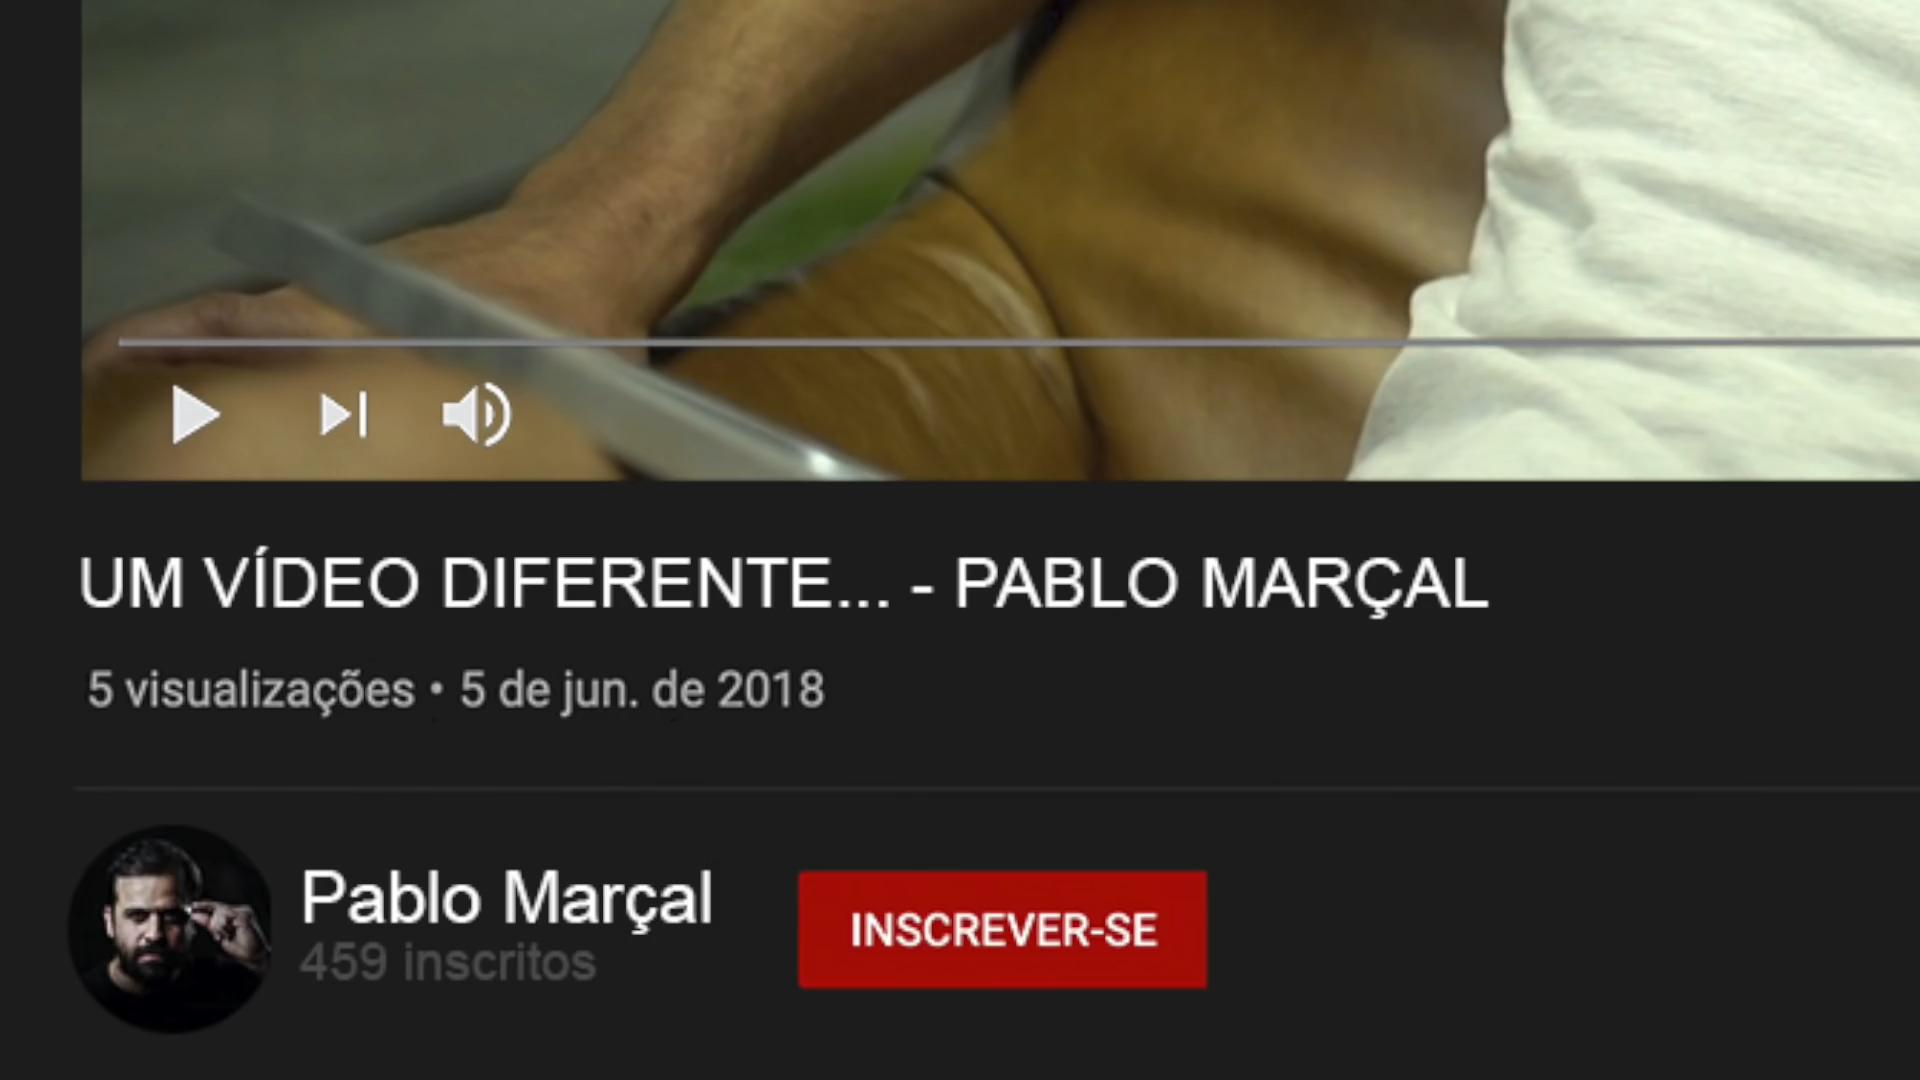 UM VÍDEO DIFERENTE... - PABLO MARÇAL
5 visualizações • 5 de jun. de 2018
Pablo Marçal
459 inscritos
INSCREVER-SE